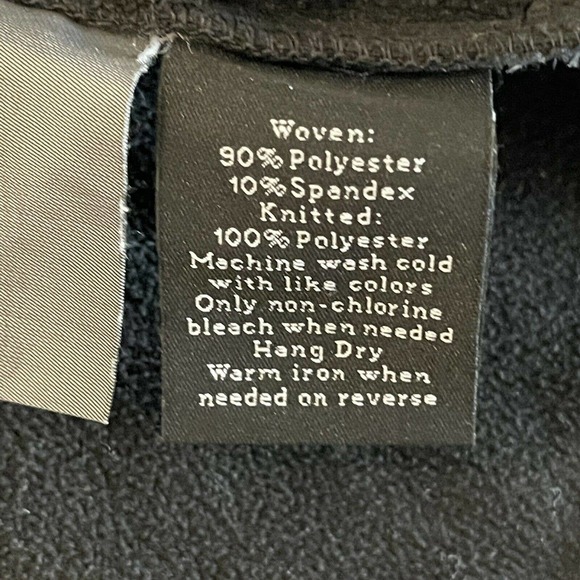 Woven:
90% Polyester
10% Spandex
Knitted:
100% Polyester
Machine wash cold
with like colors
Only non-chlorine
bleach when needed
Hang Dry
Warm iron when
needed on reverse